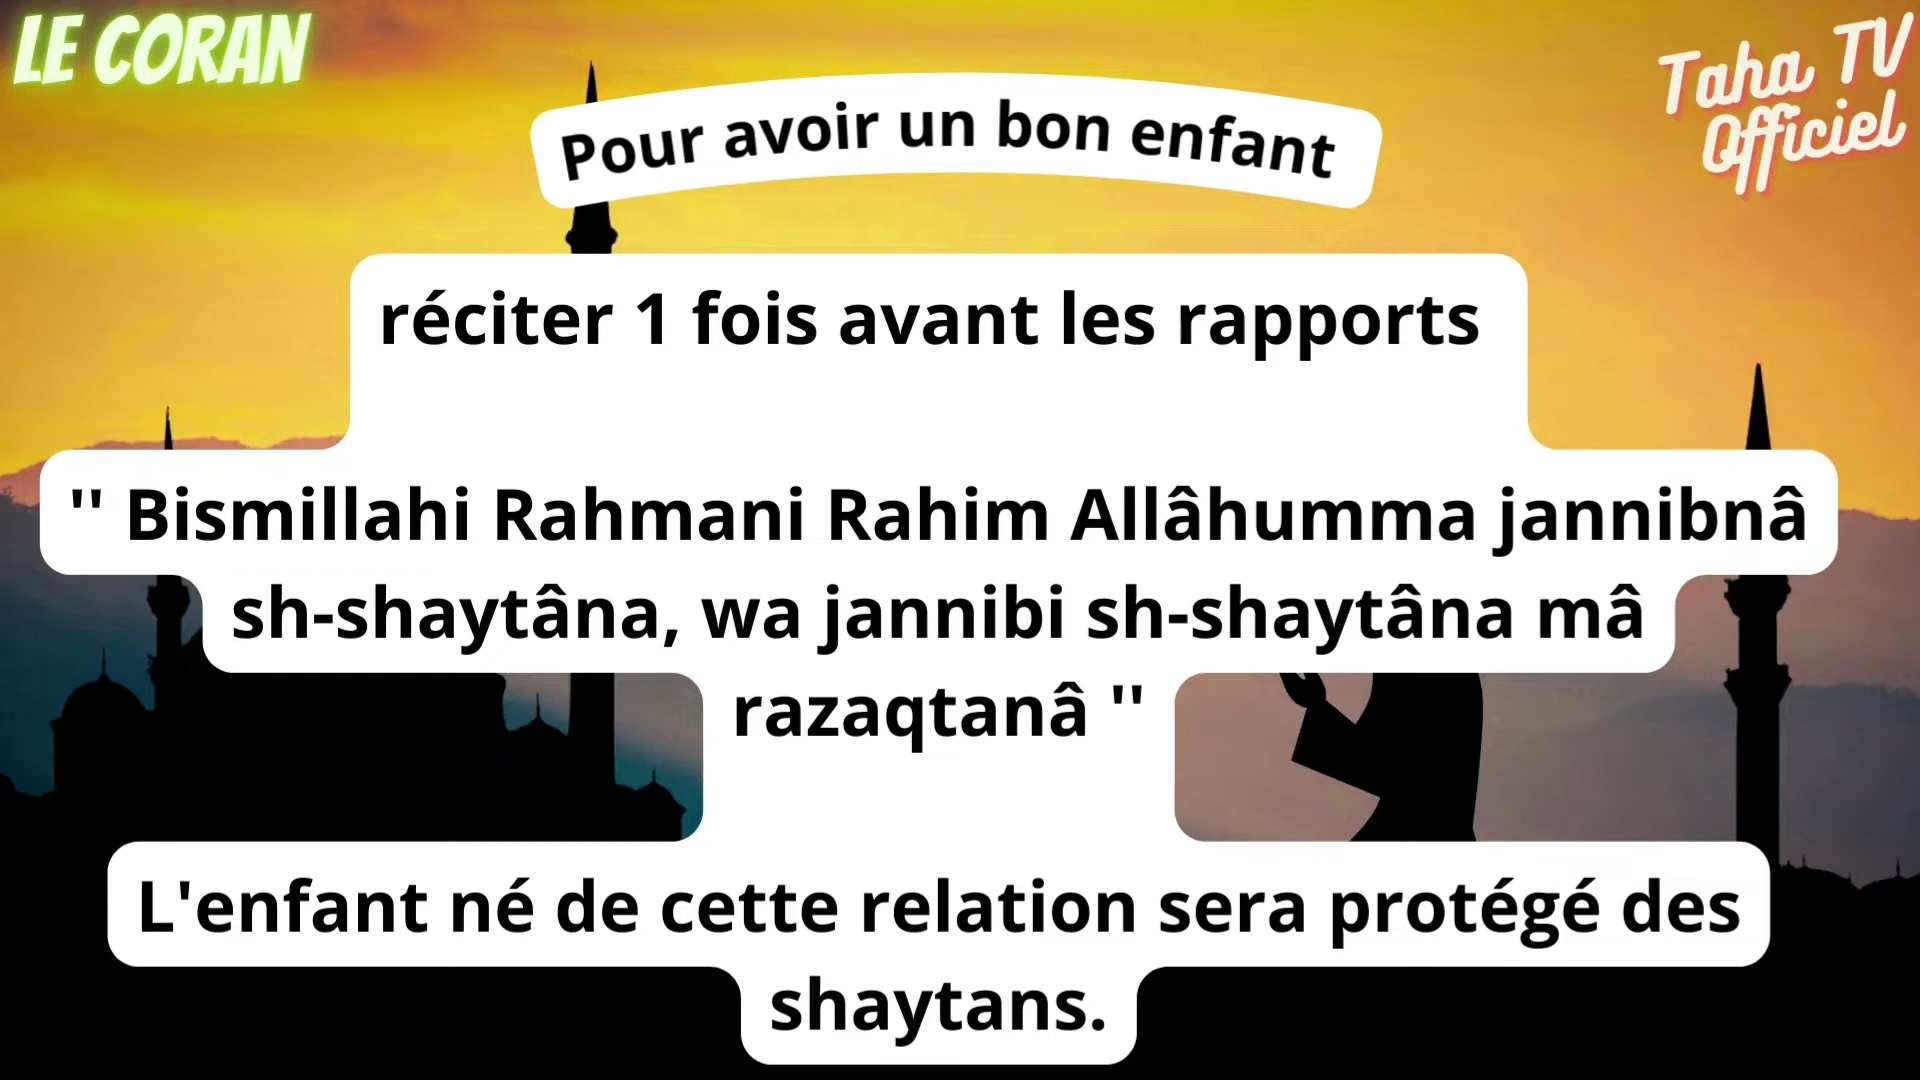 LE CORAN
Taha TV
Officiel
Pour avoir un bon enfant
réciter 1 fois avant les rapports
'' Bismillahi Rahmani Rahim Allâhumma jannibnâ
sh-shaytâna, wa jannibi sh-shaytâna mâ
razaqtanâ ''
L'enfant né de cette relation sera protégé des
shaytans.